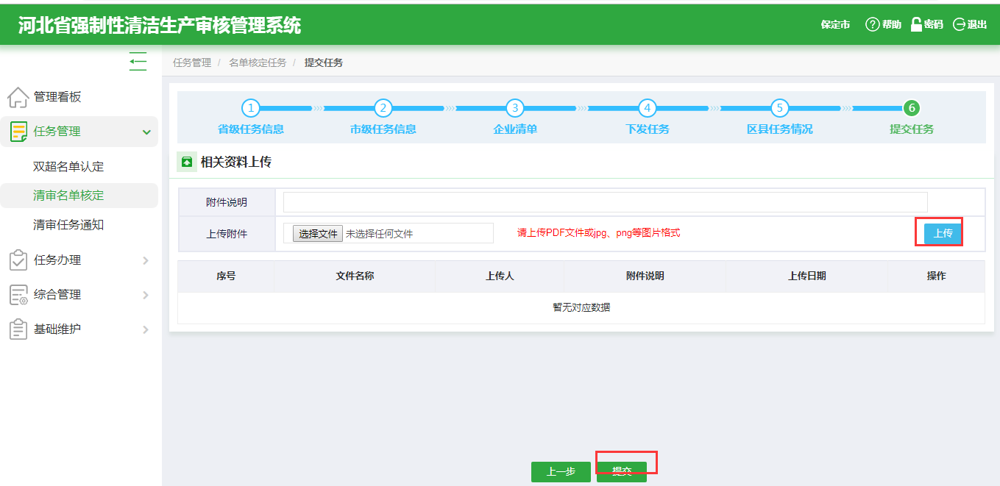 河北省强制性清洁生产审核管理系统
保定市 帮助 密码 退出
任务管理 / 名单核定任务 / 提交任务
管理看板
任务管理
双超名单认定
清审名单核定
清审任务通知
任务办理
综合管理
基础维护
1 2 3 4 5 6
省级任务信息 市级任务信息 企业清单 下发任务 区县任务情况 提交任务
相关资料上传
附件说明
上传附件 选择文件 未选择任何文件 请上传PDF文件或jpg、png等图片格式 上传
序号 文件名称 上传人 附件说明 上传日期 操作
暂无对应数据
上一步 提交